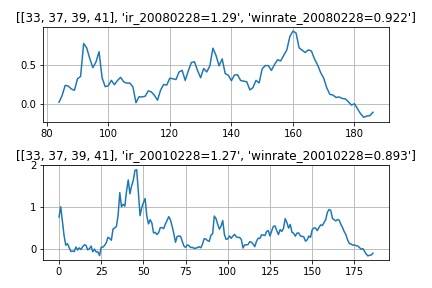 [[33, 37, 39, 41], 'ir_20080228=1.29', 'winrate_20080228=0.922']
0.5
0.0
80 100 120 140 160 180
[[33, 37, 39, 41], 'ir_20010228=1.27', 'winrate_20010228=0.893']
2
1
0
0 25 50 75 100 125 150 175